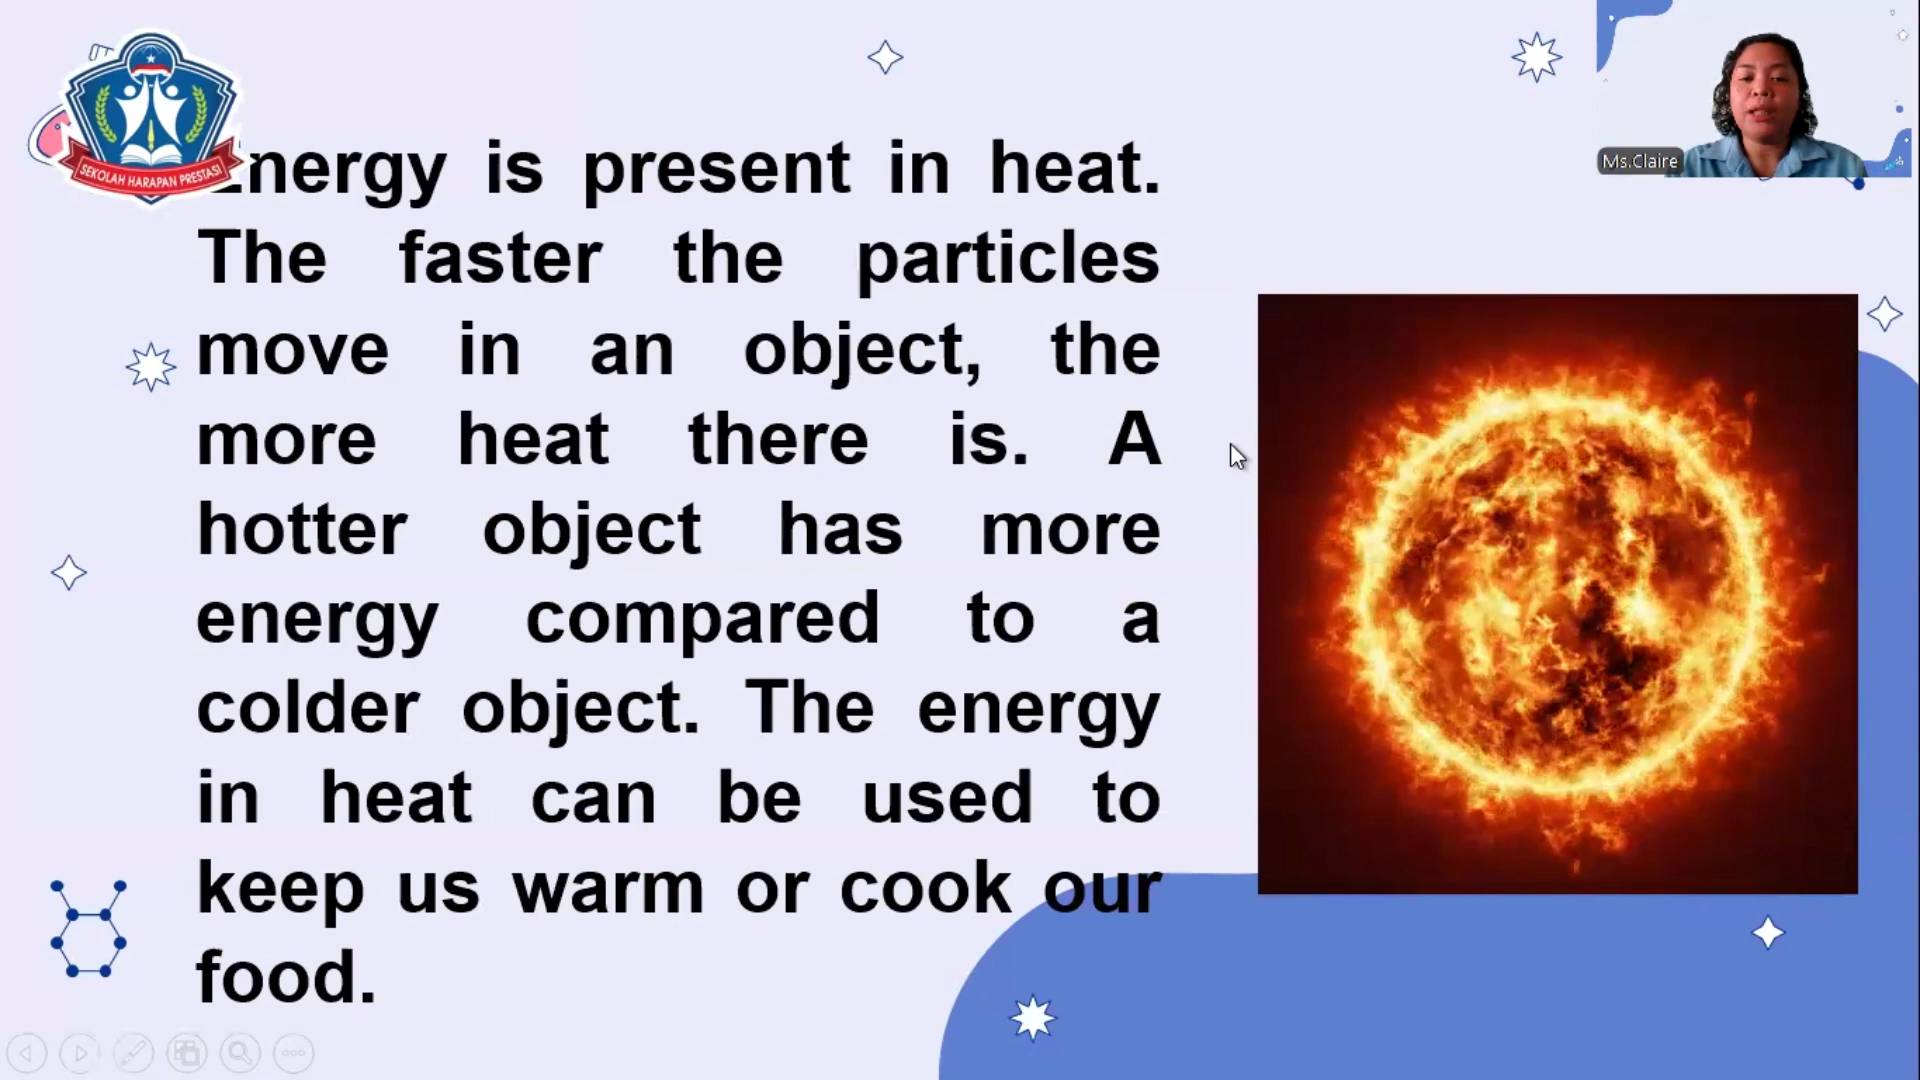 SEKOLAH HARAPAN PRESTASI
Ms.Claire
Energy is present in heat.
The faster the particles
move in an object, the
more heat there is. A
hotter object has more
energy compared to a
colder object. The energy
in heat can be used to
keep us warm or cook our
food.